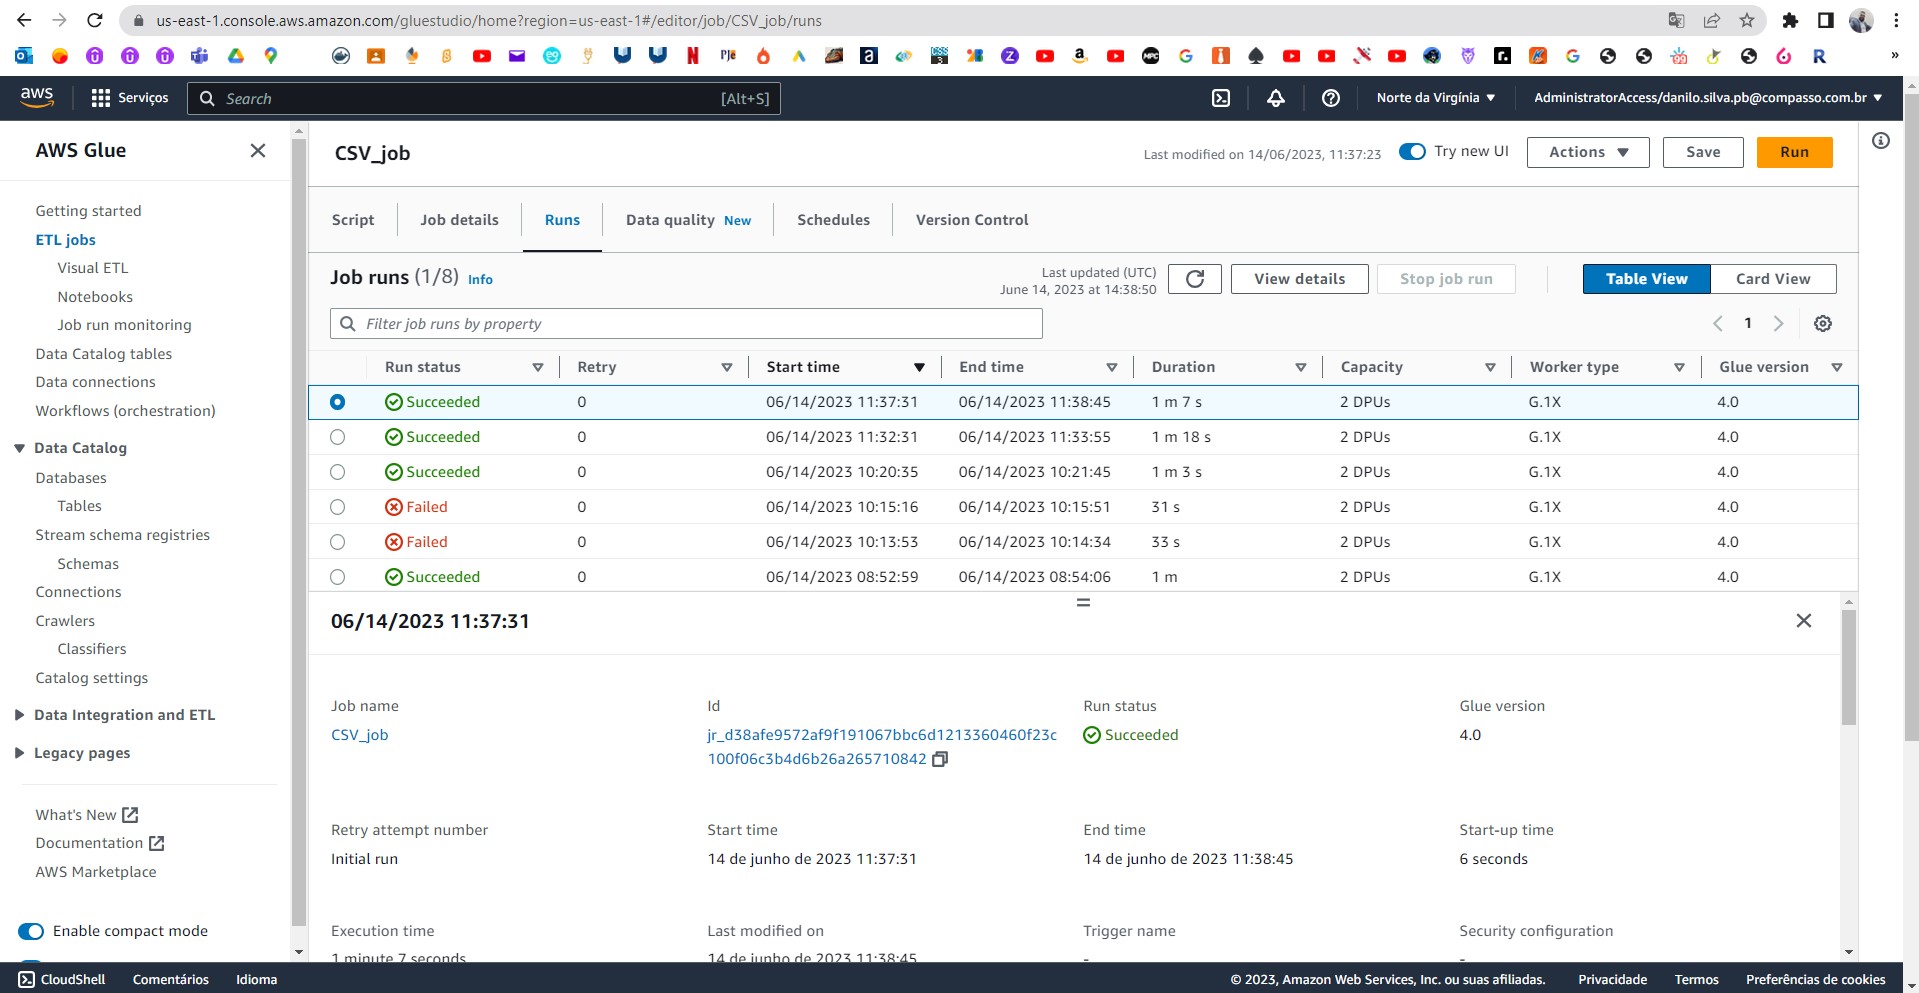 us-east-1.console.aws.amazon.com/gluestudio/home?region=us-east-1#/editor/job/CSV_job/runs
aws Serviços Search [Alt+S] Norte da Virgínia AdministratorAccess/danilo.silva.pb@compasso.com.br
AWS Glue
Getting started
ETL jobs
Visual ETL
Notebooks
Job run monitoring
Data Catalog tables
Data connections
Workflows (orchestration)
Data Catalog
Databases
Tables
Stream schema registries
Schemas
Connections
Crawlers
Classifiers
Catalog settings
Data Integration and ETL
Legacy pages
What's New
Documentation
AWS Marketplace
Enable compact mode
CSV_job
Last modified on 14/06/2023, 11:37:23 Try new UI Actions Save Run
Script Job details Runs Data quality New Schedules Version Control
Job runs (1/8) Info
Last updated (UTC)
June 14, 2023 at 14:38:50
View details Stop job run Table View Card View
Filter job runs by property
1
Run status Retry Start time End time Duration Capacity Worker type Glue version
Succeeded 0 06/14/2023 11:37:31 06/14/2023 11:38:45 1 m 7 s 2 DPUs G.1X 4.0
Succeeded 0 06/14/2023 11:32:31 06/14/2023 11:33:55 1 m 18 s 2 DPUs G.1X 4.0
Succeeded 0 06/14/2023 10:20:35 06/14/2023 10:21:45 1 m 3 s 2 DPUs G.1X 4.0
Failed 0 06/14/2023 10:15:16 06/14/2023 10:15:51 31 s 2 DPUs G.1X 4.0
Failed 0 06/14/2023 10:13:53 06/14/2023 10:14:34 33 s 2 DPUs G.1X 4.0
Succeeded 0 06/14/2023 08:52:59 06/14/2023 08:54:06 1 m 2 DPUs G.1X 4.0
06/14/2023 11:37:31
Job name Id Run status Glue version
CSV_job jr_d38afe9572af9f191067bbc6d1213360460f23c Succeeded 4.0
100f06c3b4d6b26a265710842
Retry attempt number Start time End time Start-up time
Initial run 14 de junho de 2023 11:37:31 14 de junho de 2023 11:38:45 6 seconds
Execution time Last modified on Trigger name Security configuration
1 minute 7 seconds 14 de junho de 2023 11:38:45 - -
CloudShell Comentários Idioma © 2023, Amazon Web Services, Inc. ou suas afiliadas. Privacidade Termos Preferências de cookies